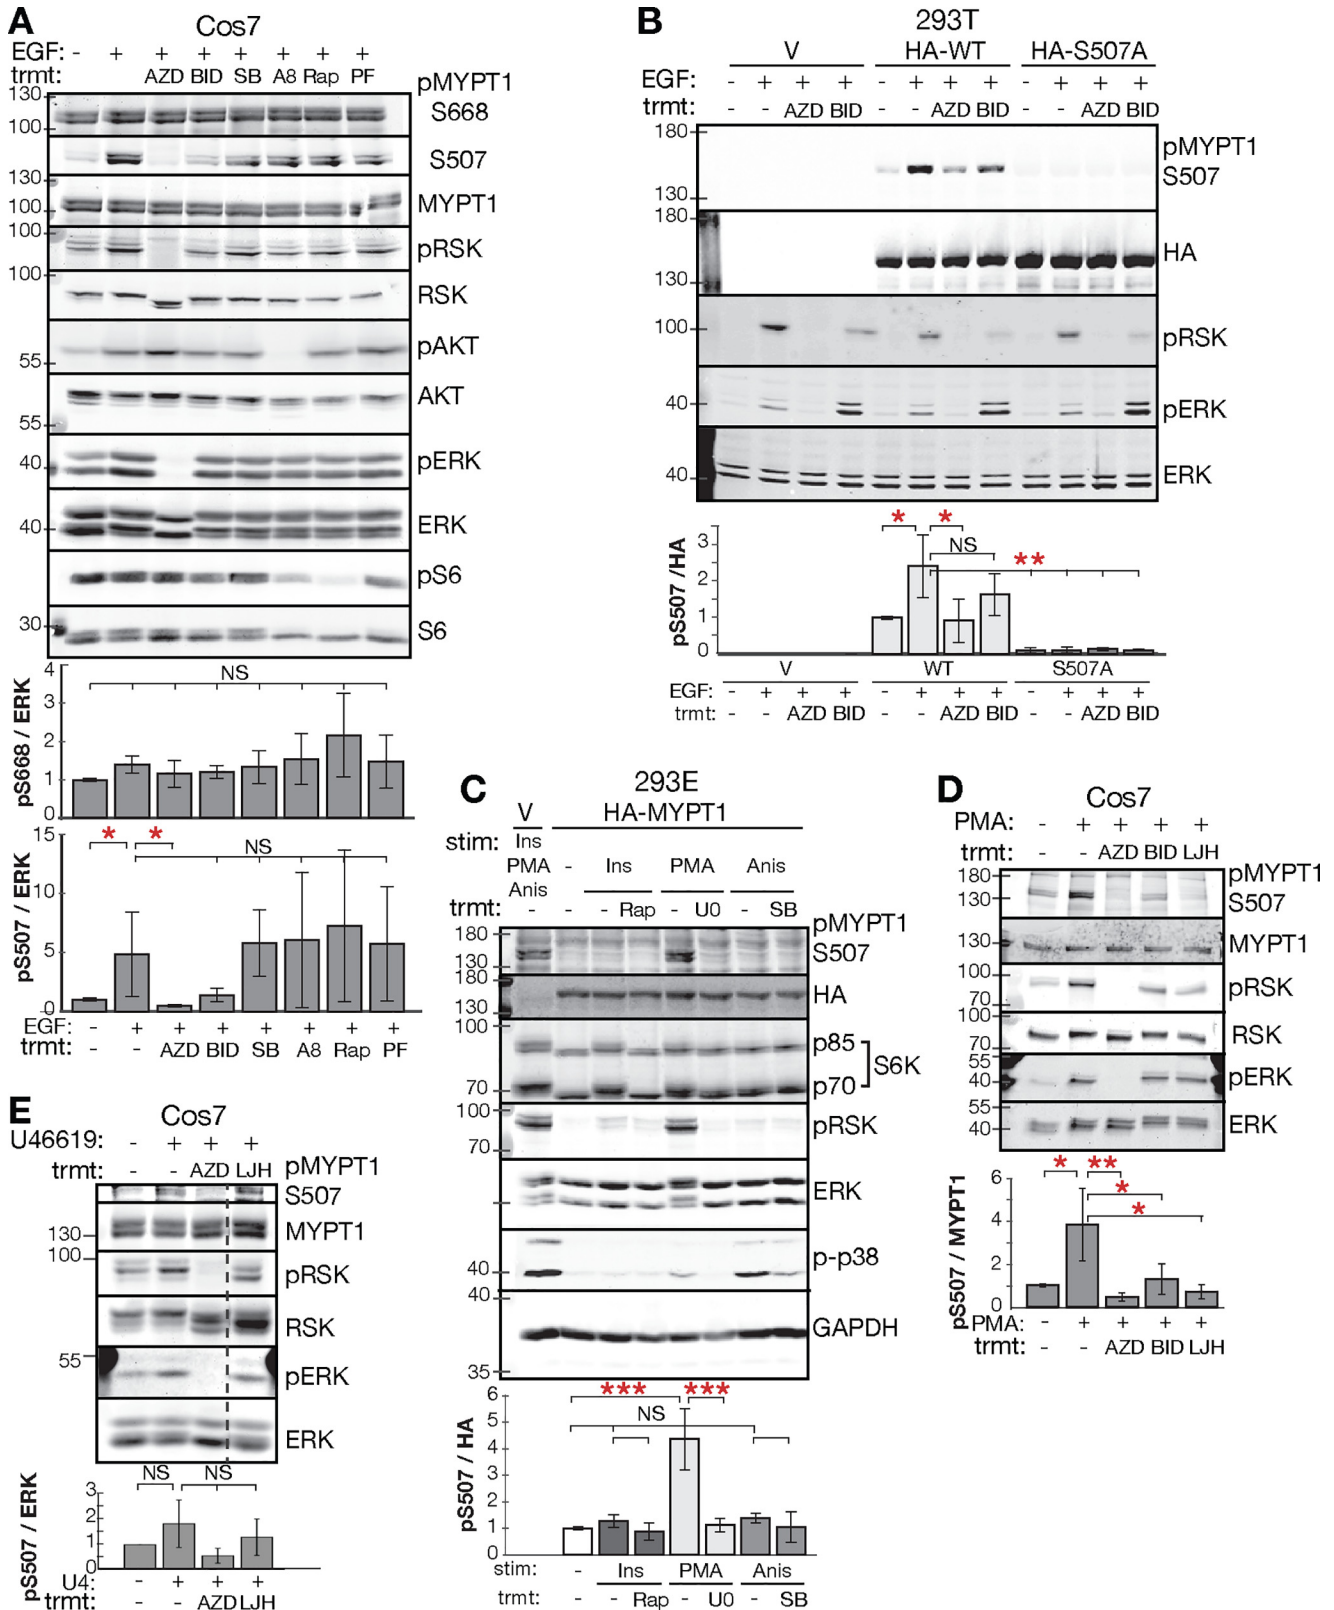 A
Cos7
EGF: - + + + + + + +
trmt: AZD BID SB A8 Rap PF
pMYPT1
130
100
S668
S507
130
100
MYPT1
100
pRSK
100
RSK
pAKT
55
AKT
55
pERK
40
ERK
40
pS6
30
S6
pS668 / ERK
4
3
2
1
0
NS
pS507 / ERK
15
10
5
0
* *
NS
EGF: - + + + + + + +
trmt: - - AZD BID SB A8 Rap PF
B
293T
V HA-WT HA-S507A
EGF: - + + + - + + + - + + +
trmt: - - AZD BID - - AZD BID - - AZD BID
180
130
pMYPT1
S507
180
130
HA
100
pRSK
40
pERK
40
ERK
pS507 /HA
3
2
1
0
* *
NS
**
V WT S507A
EGF: - + + + - + + + - + + +
trmt: - - AZD BID - - AZD BID - - AZD BID
C
293E
V HA-MYPT1
stim: Ins
PMA - Ins PMA Anis
Anis
trmt: - - - Rap - U0 - SB
pMYPT1
180
130
S507
180
130
HA
100
70
p85
p70
S6K
100
70
pRSK
ERK
40
p-p38
40
35
GAPDH
pS507 / HA
6
5
4
3
2
1
0
*** ***
NS
stim: - Ins PMA Anis
trmt: - - Rap - U0 - SB
D
Cos7
PMA: - + + + +
trmt: - - AZD BID LJH
180
130
pMYPT1
S507
130
MYPT1
100
70
pRSK
100
70
RSK
55
40
pERK
55
40
ERK
pS507 / MYPT1
6
4
2
0
* **
*
*
PMA: - + + + +
trmt: - - AZD BID LJH
E
Cos7
U46619: - + + +
trmt: - - AZD LJH
pMYPT1
S507
130
MYPT1
100
pRSK
RSK
55
pERK
ERK
pS507 / ERK
3
2
1
0
NS NS
U4: - + + +
trmt: - - AZD LJH